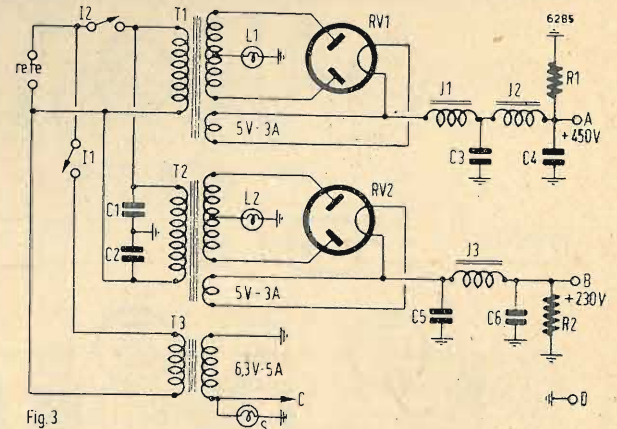 I2
T1
L1
RV1
6285
rete
J1
J2
R1
A
+450V
5V-3A
C3
C4
I1
T2
L2
RV2
C1
C2
J3
B
+230V
5V-3A
C5
C6
R2
T3
6,3V-5A
C
S
D
Fig. 3